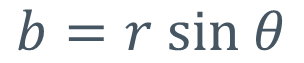 b = r sin θ